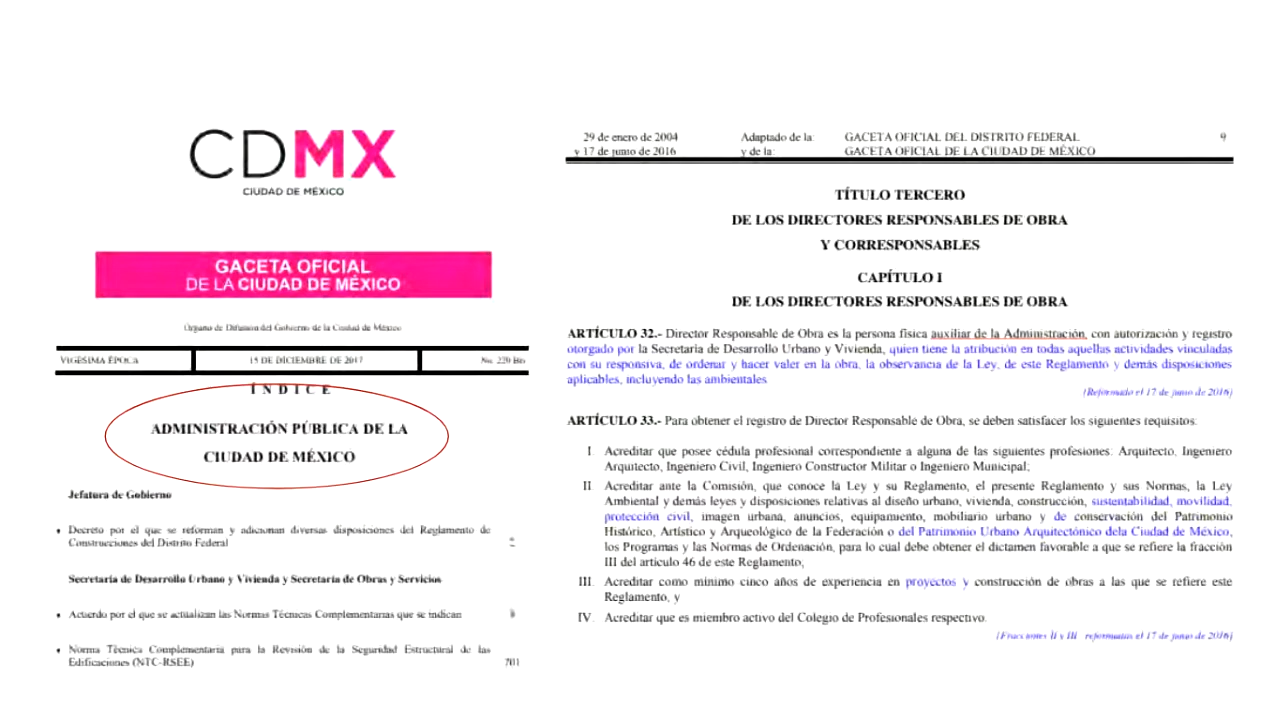 CDMX
CIUDAD DE MÉXICO
GACETA OFICIAL
DE LA CIUDAD DE MÉXICO
Órgano de Difusión del Gobierno de la Ciudad de México
VIGÉSIMA ÉPOCA
15 DE DICIEMBRE DE 2017
No. 220 Bis
Í N D I C E
ADMINISTRACIÓN PÚBLICA DE LA
CIUDAD DE MÉXICO
Jefatura de Gobierno
• Decreto por el que se reforman y adicionan diversas disposiciones del Reglamento de
Construcciones del Distrito Federal
Secretaría de Desarrollo Urbano y Vivienda y Secretaría de Obras y Servicios
• Acuerdo por el que se actualizan las Normas Técnicas Complementarias que se indican
• Norma Técnica Complementaria para la Revisión de la Seguridad Estructural de las
Edificaciones (NTC-RSEE) 701
29 de enero de 2004 Adaptado de la: GACETA OFICIAL DEL DISTRITO FEDERAL 9
y 17 de junio de 2016 y de la: GACETA OFICIAL DE LA CIUDAD DE MÉXICO
TÍTULO TERCERO
DE LOS DIRECTORES RESPONSABLES DE OBRA
Y CORRESPONSABLES
CAPÍTULO I
DE LOS DIRECTORES RESPONSABLES DE OBRA
ARTÍCULO 32.- Director Responsable de Obra es la persona física auxiliar de la Administración, con autorización y registro
otorgado por la Secretaría de Desarrollo Urbano y Vivienda, quien tiene la atribución en todas aquellas actividades vinculadas
con su responsiva, de ordenar y hacer valer en la obra, la observancia de la Ley, de este Reglamento y demás disposiciones
aplicables, incluyendo las ambientales
(Reformado el 17 de junio de 2016)
ARTÍCULO 33.- Para obtener el registro de Director Responsable de Obra, se deben satisfacer los siguientes requisitos:
I. Acreditar que posee cédula profesional correspondiente a alguna de las siguientes profesiones: Arquitecto, Ingeniero
Arquitecto, Ingeniero Civil, Ingeniero Constructor Militar o Ingeniero Municipal;
II. Acreditar ante la Comisión, que conoce la Ley y su Reglamento, el presente Reglamento y sus Normas, la Ley
Ambiental y demás leyes y disposiciones relativas al diseño urbano, vivienda, construcción, sustentabilidad, movilidad,
protección civil, imagen urbana, anuncios, equipamiento, mobiliario urbano y de conservación del Patrimonio
Histórico, Artístico y Arqueológico de la Federación o del Patrimonio Urbano Arquitectónico dela Ciudad de México,
los Programas y las Normas de Ordenación, para lo cual debe obtener el dictamen favorable a que se refiere la fracción
III del artículo 46 de este Reglamento;
III. Acreditar como mínimo cinco años de experiencia en proyectos y construcción de obras a las que se refiere este
Reglamento, y
IV. Acreditar que es miembro activo del Colegio de Profesionales respectivo.
(Fracciones II y III reformadas el 17 de junio de 2016)